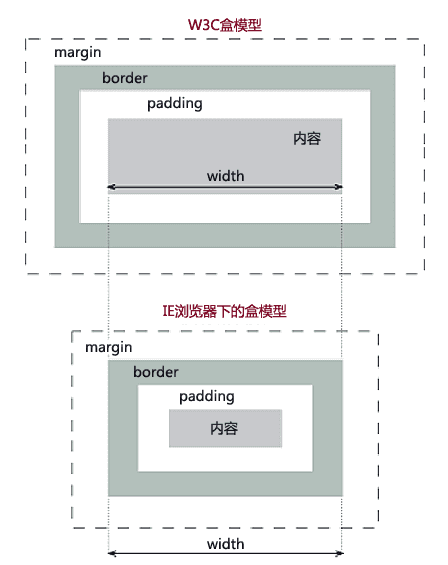 W3C盒模型
margin
border
padding
内容
width
IE浏览器下的盒模型
margin
border
padding
内容
width